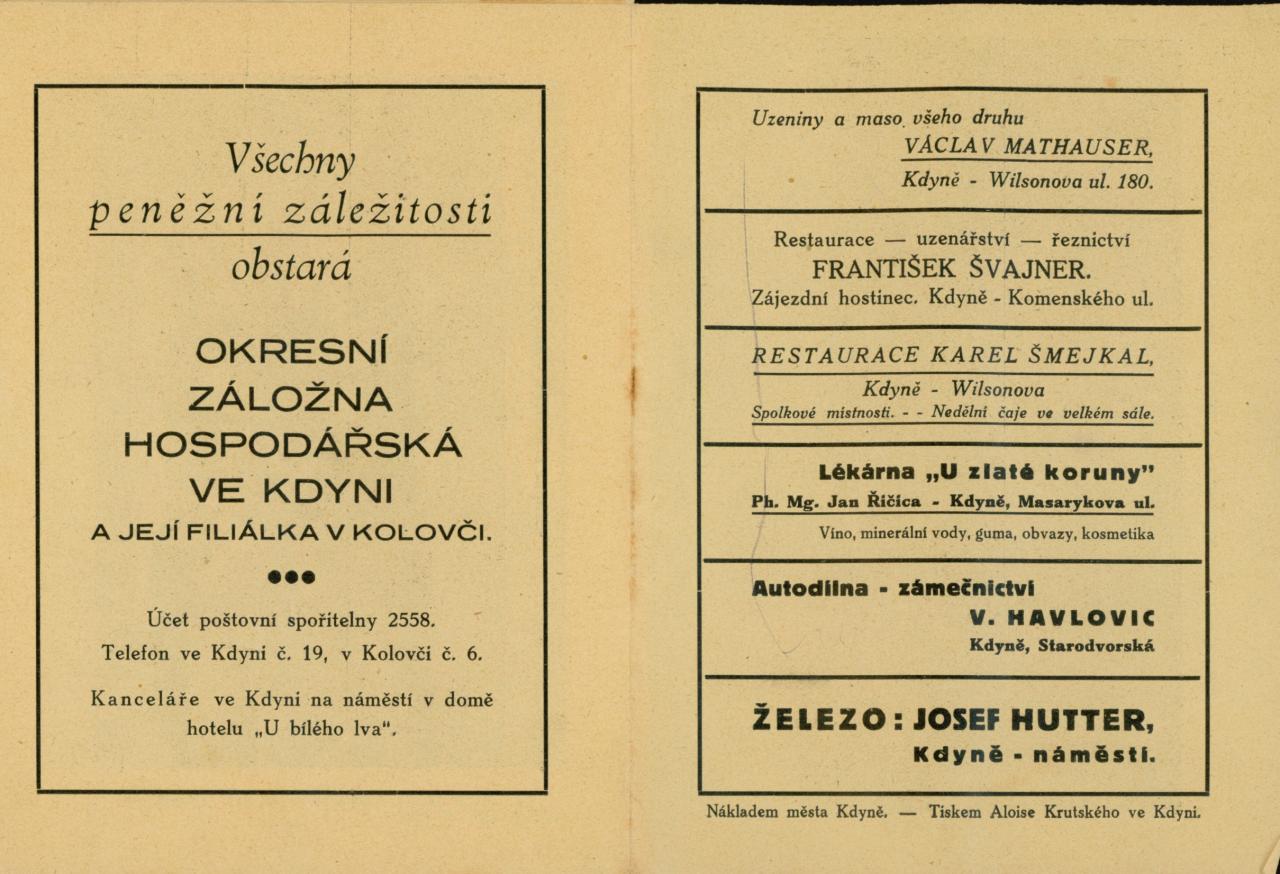 Všechny
peněžní záležitosti
obstará
OKRESNÍ
ZÁLOŽNA
HOSPODÁŘSKÁ
VE KDYNI
A JEJÍ FILIÁLKA V KOLOVČI.
Účet poštovní spořitelny 2558.
Telefon ve Kdyni č. 19, v Kolovči č. 6.
Kanceláře ve Kdyni na náměstí v domě
hotelu „U bílého lva“.
Uzeniny a maso všeho druhu
VÁCLAV MATHAUSER,
Kdyně - Wilsonova ul. 180.
Restaurace — uzenářství — řeznictví
FRANTIŠEK ŠVAJNER.
Zájezdní hostinec. Kdyně - Komenského ul.
RESTAURACE KAREL ŠMEJKAL,
Kdyně - Wilsonova
Spolkové místnosti. - - Nedělní čaje ve velkém sále.
Lékárna „U zlaté koruny”
Ph. Mg. Jan Řičica - Kdyně, Masarykova ul.
Víno, minerální vody, guma, obvazy, kosmetika
Autodílna - zámečnictví
V. HAVLOVIC
Kdyně, Starodvorská
ŽELEZO: JOSEF HUTTER,
Kdyně - náměstí.
Nákladem města Kdyně. — Tiskem Aloise Krutského ve Kdyni.